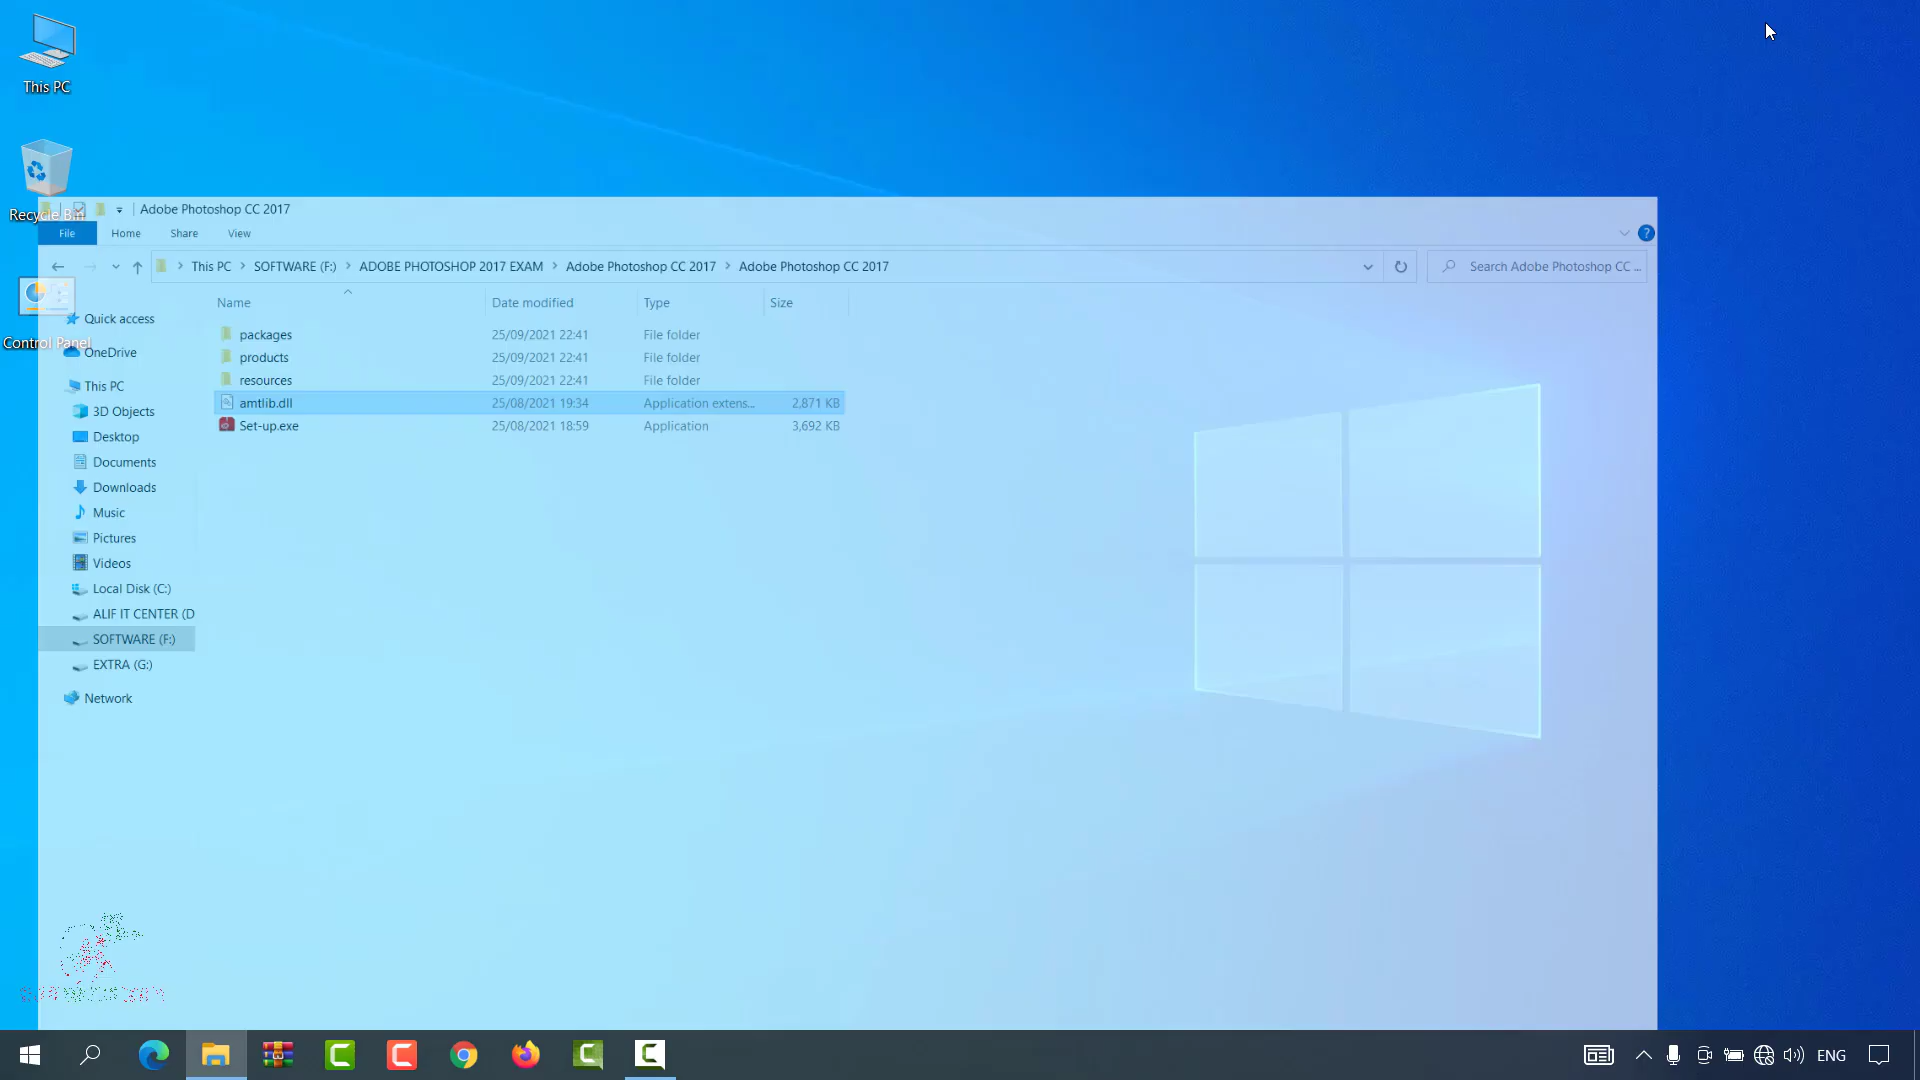 This PC
Recycle Bin
Control Panel
Adobe Photoshop CC 2017
File Home Share View
This PC SOFTWARE (F:) ADOBE PHOTOSHOP 2017 EXAM Adobe Photoshop CC 2017 Adobe Photoshop CC 2017
Search Adobe Photoshop CC ...
Name Date modified Type Size
packages 25/09/2021 22:41 File folder
products 25/09/2021 22:41 File folder
resources 25/09/2021 22:41 File folder
amtlib.dll 25/08/2021 19:34 Application extens... 2,871 KB
Set-up.exe 25/08/2021 18:59 Application 3,692 KB
Quick access
OneDrive
This PC
3D Objects
Desktop
Documents
Downloads
Music
Pictures
Videos
Local Disk (C:)
ALIF IT CENTER (D
SOFTWARE (F:)
EXTRA (G:)
Network
ENG